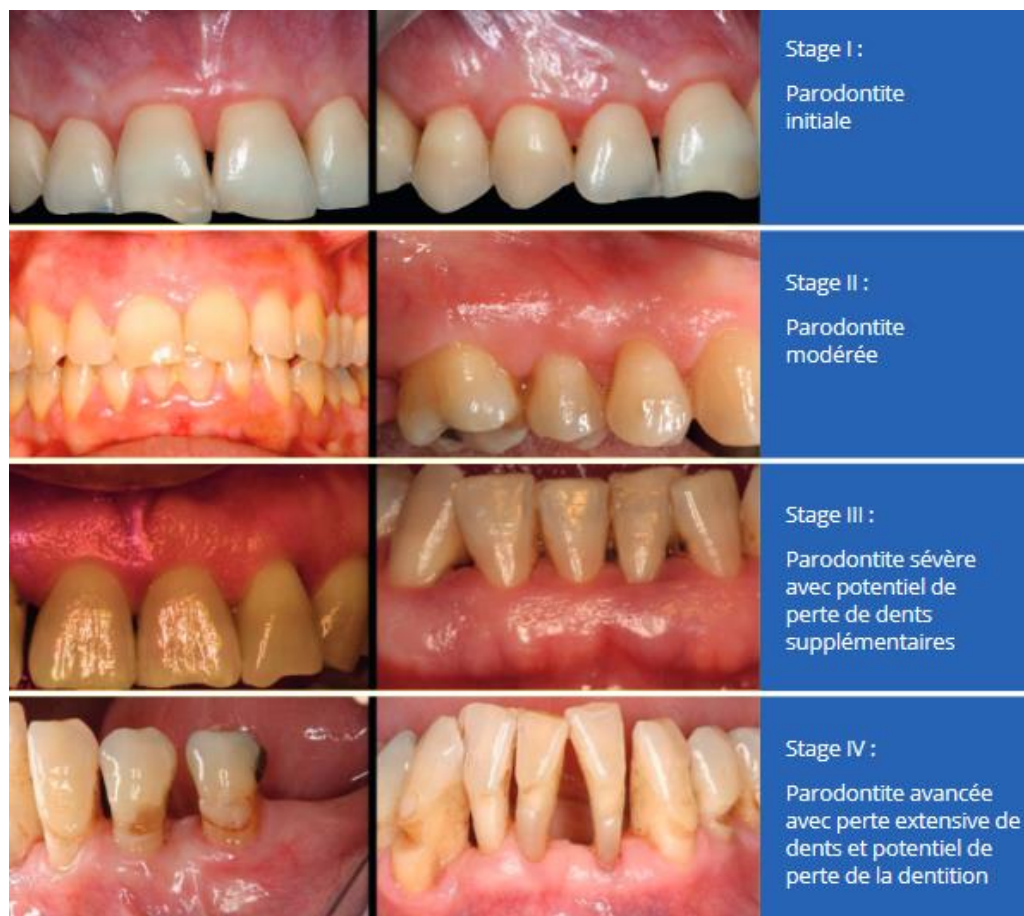 Stage I :
Parodontite
initiale
Stage II :
Parodontite
modérée
Stage III :
Parodontite sévère
avec potentiel de
perte de dents
supplémentaires
Stage IV :
Parodontite avancée
avec perte extensive de
dents et potentiel de
perte de la dentition